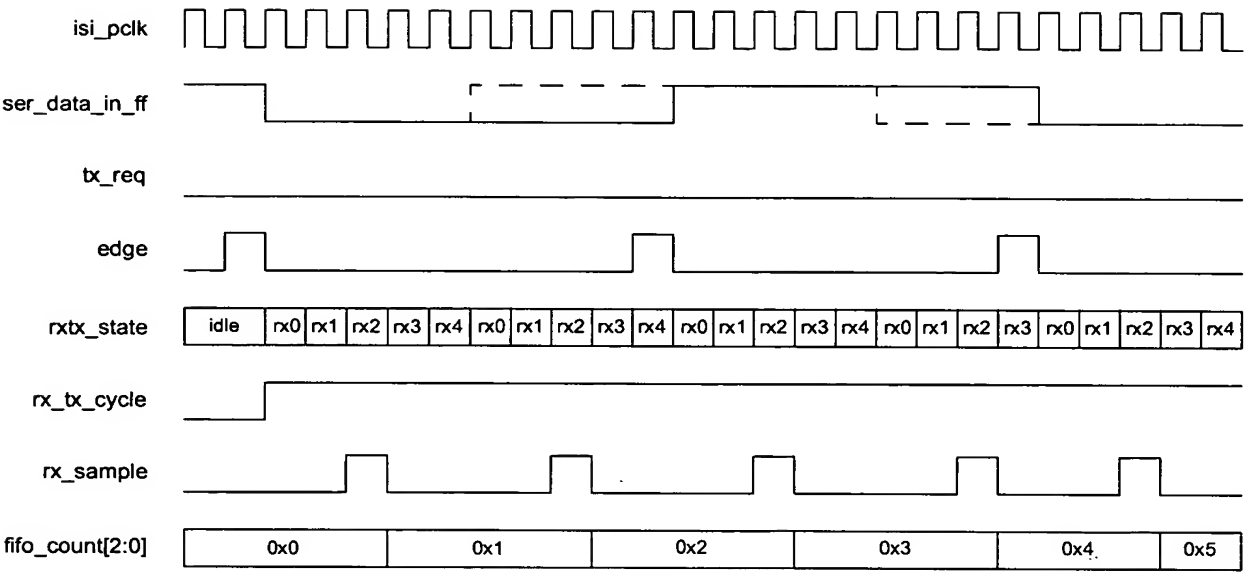 isi_pclk
ser_data_in_ff
tx_req
edge
rxtx_state idle rx0 rx1 rx2 rx3 rx4 rx0 rx1 rx2 rx3 rx4 rx0 rx1 rx2 rx3 rx4 rx0 rx1 rx2 rx3 rx0 rx1 rx2 rx3 rx4
rx_tx_cycle
rx_sample
fifo_count[2:0] 0x0 0x1 0x2 0x3 0x4 0x5